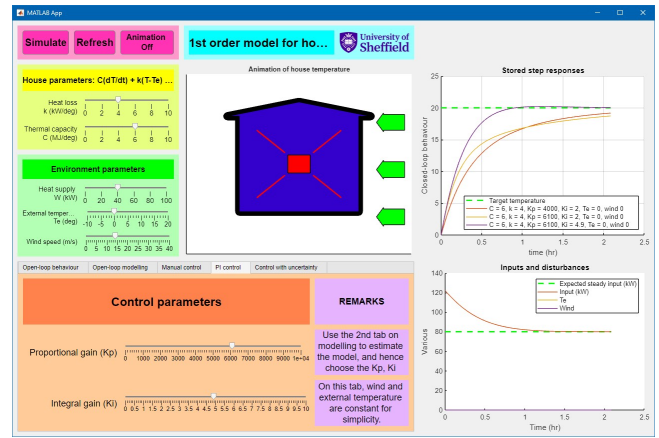 MATLAB App
Simulate
Refresh
Animation
Off
1st order model for ho...
University of
Sheffield
House parameters: C(dT/dt) + k(T-Te) ...
Heat loss
k (kW/deg)
0 2 4 6 8 10
Thermal capacity
C (MJ/deg)
0 2 4 6 8 10
Environment parameters
Heat supply
W (kW)
0 20 40 60 80 100
External temper...
Te (deg)
-10 -5 0 5 10 15 20
Wind speed (m/s)
0 5 10 15 20 25 30 35 40
Animation of house temperature
Stored step responses
Closed-loop behaviour
25
20
15
10
5
0
Target temperature
C = 6, k = 4, Kp = 4000, Ki = 2, Te = 0, wind 0
C = 6, k = 4, Kp = 6100, Ki = 2, Te = 0, wind 0
C = 6, k = 4, Kp = 6100, Ki = 4.9, Te = 0, wind 0
0 0.5 1 1.5 2 2.5
time (hr)
Open-loop behaviour
Open-loop modelling
Manual control
PI control
Control with uncertainty
Control parameters
REMARKS
Proportional gain (Kp)
0 1000 2000 3000 4000 5000 6000 7000 8000 9000 1e+04
Integral gain (Ki)
0 0.5 1 1.5 2 2.5 3 3.5 4 4.5 5 5.5 6 6.5 7 7.5 8 8.5 9 9.5 10
Use the 2nd tab on
modelling to estimate
the model, and hence
choose the Kp, Ki
On this tab, wind and
external temperature
are constant for
simplicity.
Inputs and disturbances
Various
140
120
100
80
60
40
20
0
Expected steady input (kW)
Input (kW)
Te
Wind
0 0.5 1 1.5 2 2.5
Time (hr)